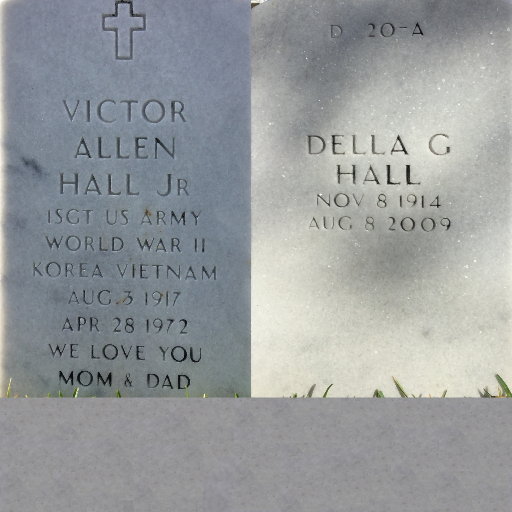 VICTOR
ALLEN
HALL JR
1SGT US ARMY
WORLD WAR II
KOREA VIETNAM
AUG 3 1917
APR 28 1972
WE LOVE YOU
MOM & DAD
D 20-A
DELLA G
HALL
NOV 8 1914
AUG 8 2009